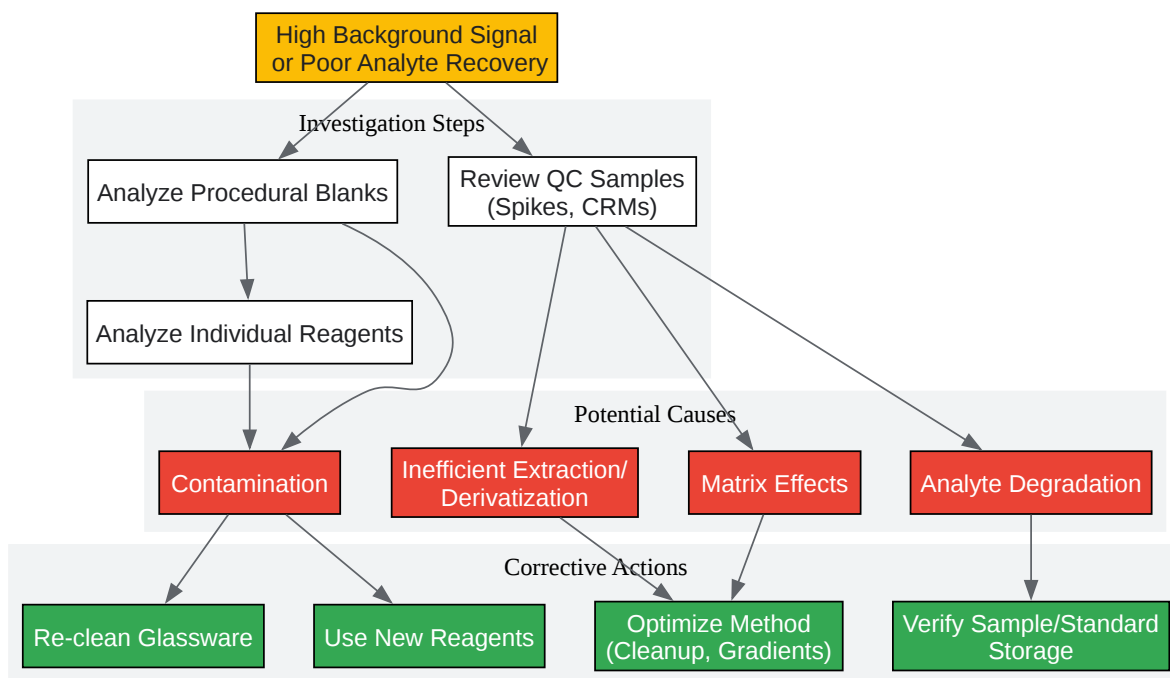 High Background Signal
or Poor Analyte Recovery
Investigation Steps
Analyze Procedural Blanks
Review QC Samples
(Spikes, CRMs)
Analyze Individual Reagents
Potential Causes
Contamination
Inefficient Extraction/
Derivatization
Matrix Effects
Analyte Degradation
Corrective Actions
Re-clean Glassware
Use New Reagents
Optimize Method
(Cleanup, Gradients)
Verify Sample/Standard
Storage